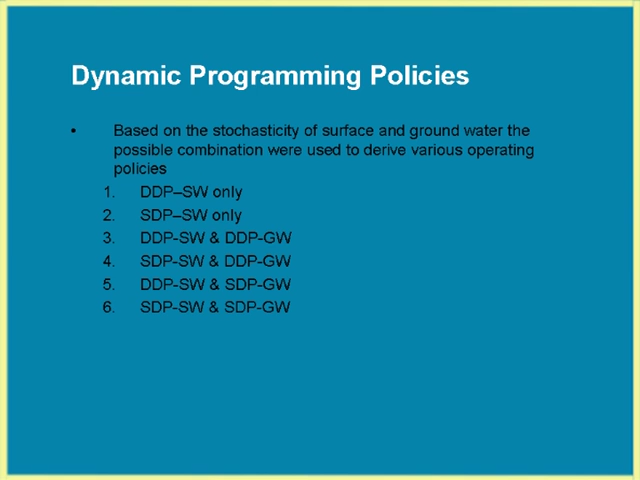 Dynamic Programming Policies
• Based on the stochasticity of surface and ground water the
possible combination were used to derive various operating
policies
1. DDP–SW only
2. SDP–SW only
3. DDP-SW & DDP-GW
4. SDP-SW & DDP-GW
5. DDP-SW & SDP-GW
6. SDP-SW & SDP-GW